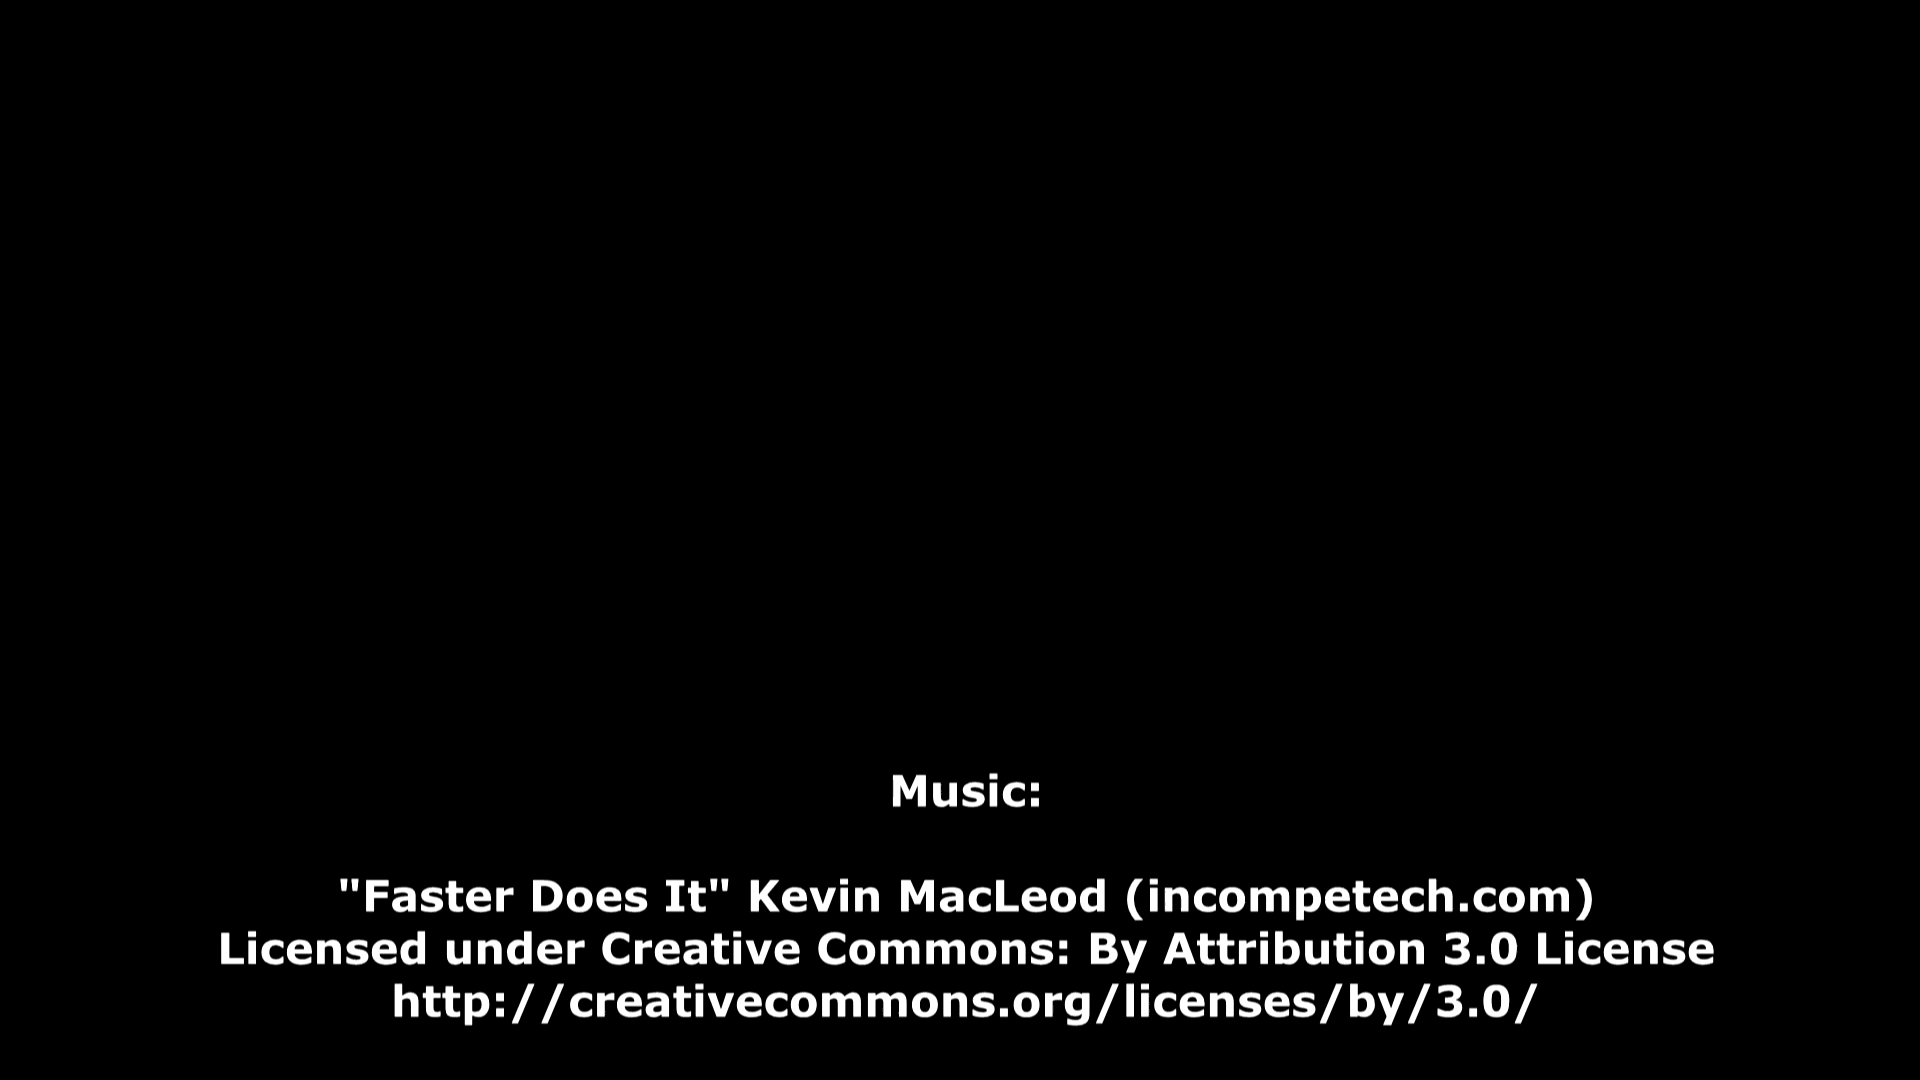 Music:
"Faster Does It" Kevin MacLeod (incompetech.com)
Licensed under Creative Commons: By Attribution 3.0 License
http://creativecommons.org/licenses/by/3.0/